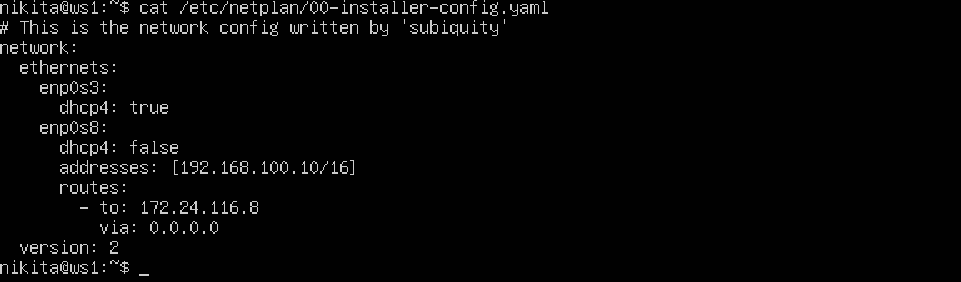 nikita@ws1:~$ cat /etc/netplan/00-installer-config.yaml
# This is the network config written by 'subiquity'
network:
  ethernets:
    enp0s3:
      dhcp4: true
    enp0s8:
      dhcp4: false
      addresses: [192.168.100.10/16]
      routes:
        - to: 172.24.116.8
          via: 0.0.0.0
  version: 2
nikita@ws1:~$ _